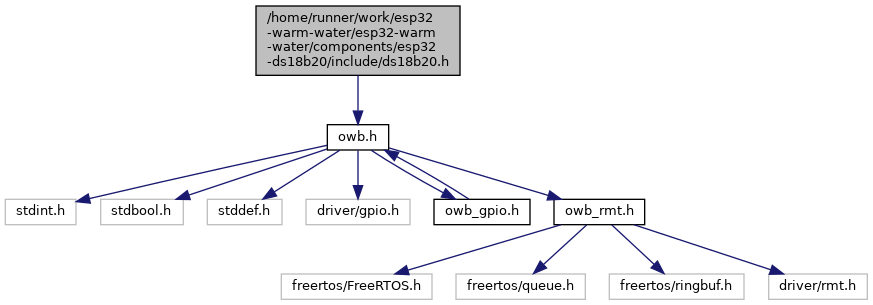 /home/runner/work/esp32
-warm-water/esp32-warm
-water/components/esp32
-ds18b20/include/ds18b20.h
owb.h
stdint.h
stdbool.h
stddef.h
driver/gpio.h
owb_gpio.h
owb_rmt.h
freertos/FreeRTOS.h
freertos/queue.h
freertos/ringbuf.h
driver/rmt.h